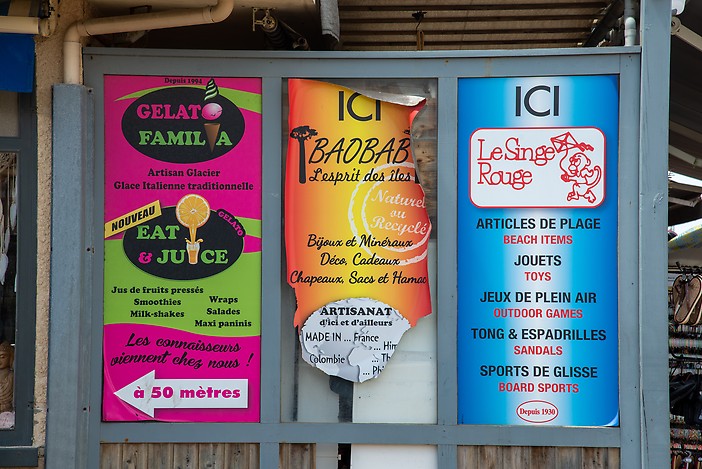 Depuis 1994
GELATO
FAMILIA
Artisan Glacier
Glace Italienne traditionnelle
NOUVEAU
GELATO
EAT
& JUICE
Jus de fruits pressés
Smoothies
Milk-shakes
Wraps
Salades
Maxi paninis
Les connaisseurs
viennent chez nous !
à 50 mètres
ICI
BAOBAB
L'esprit des îles
Naturel
ou
Recyclé
Bijoux et Minéraux
Déco, Cadeaux
Chapeaux, Sacs et Hamac
ARTISANAT
d'ici et d'ailleurs
MADE IN ... France
... Him
Colombie ... Th
... Ph
ICI
Le Singe
Rouge
ARTICLES DE PLAGE
BEACH ITEMS
JOUETS
TOYS
JEUX DE PLEIN AIR
OUTDOOR GAMES
TONG & ESPADRILLES
SANDALS
SPORTS DE GLISSE
BOARD SPORTS
Depuis 1930